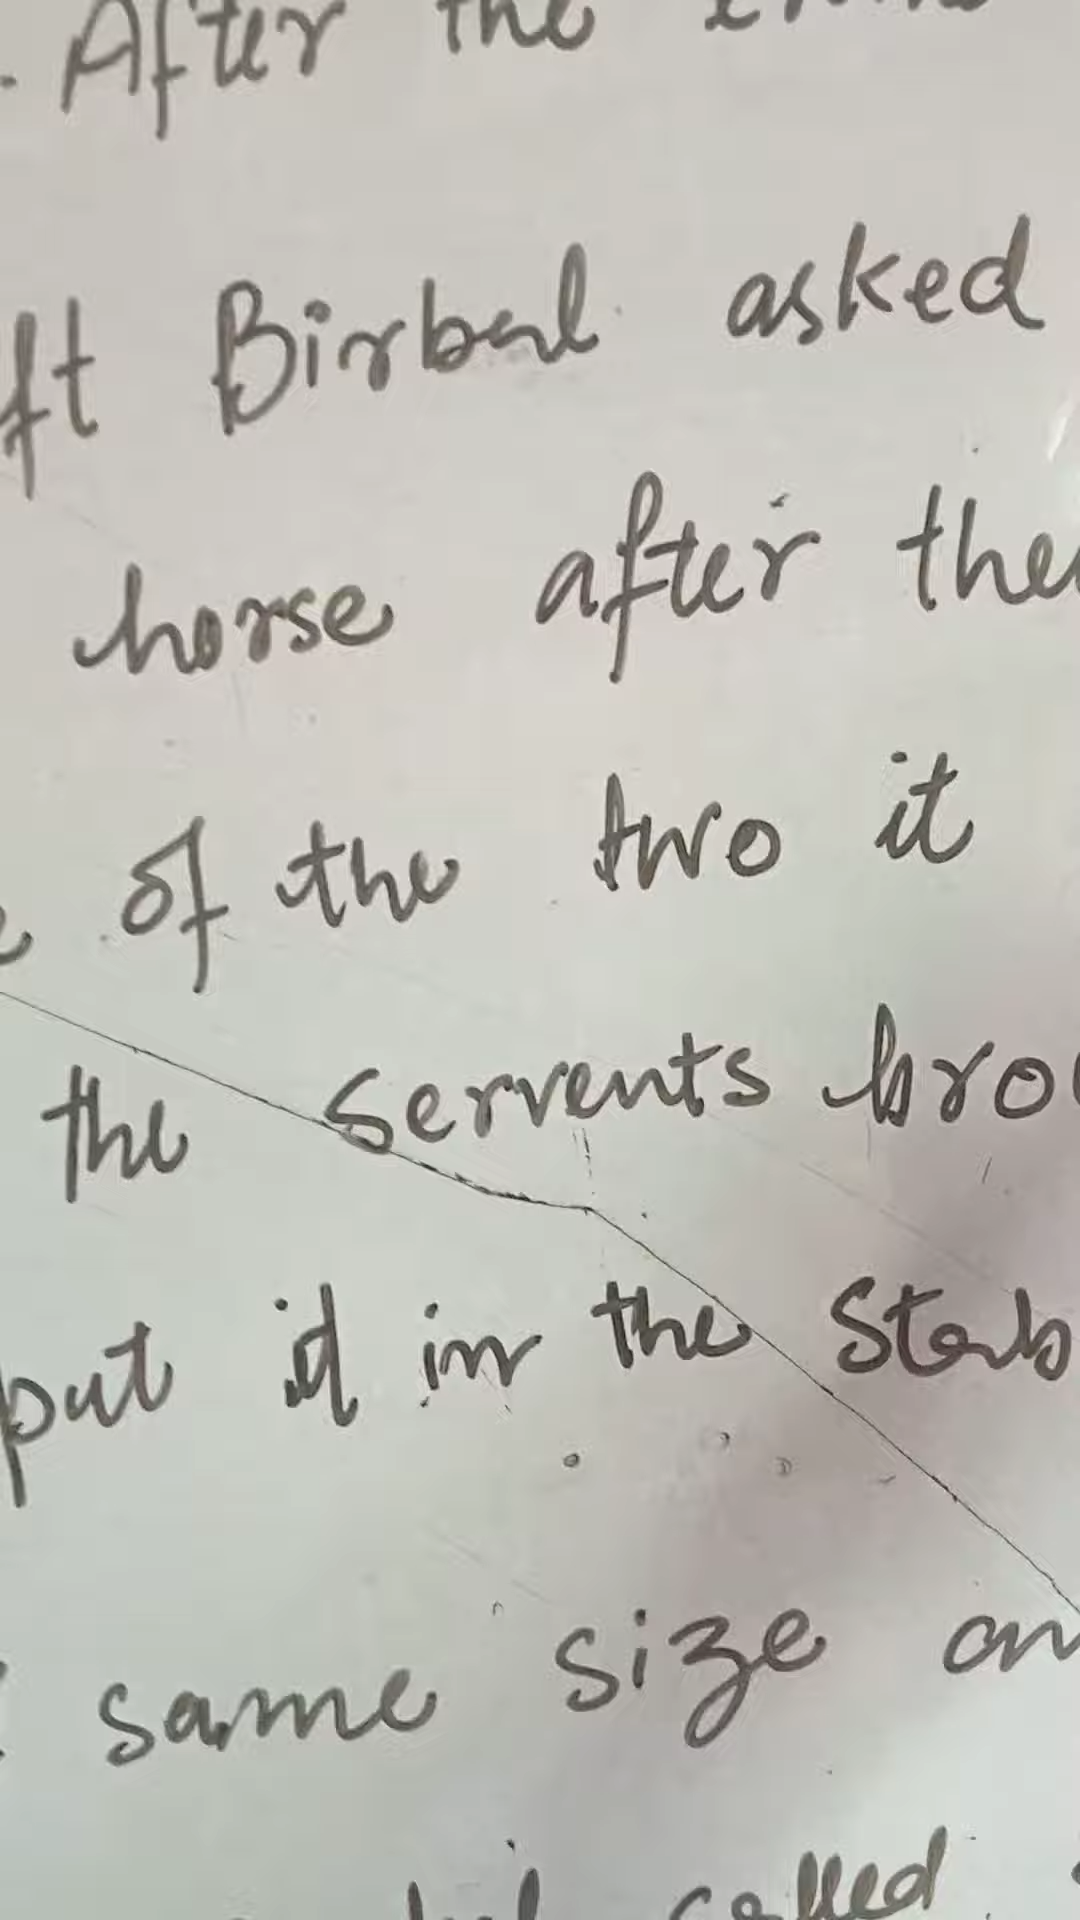 . After the
ft Birbal asked
horse after the
of the two it
the servents bro
put it in the stab
same size an
called